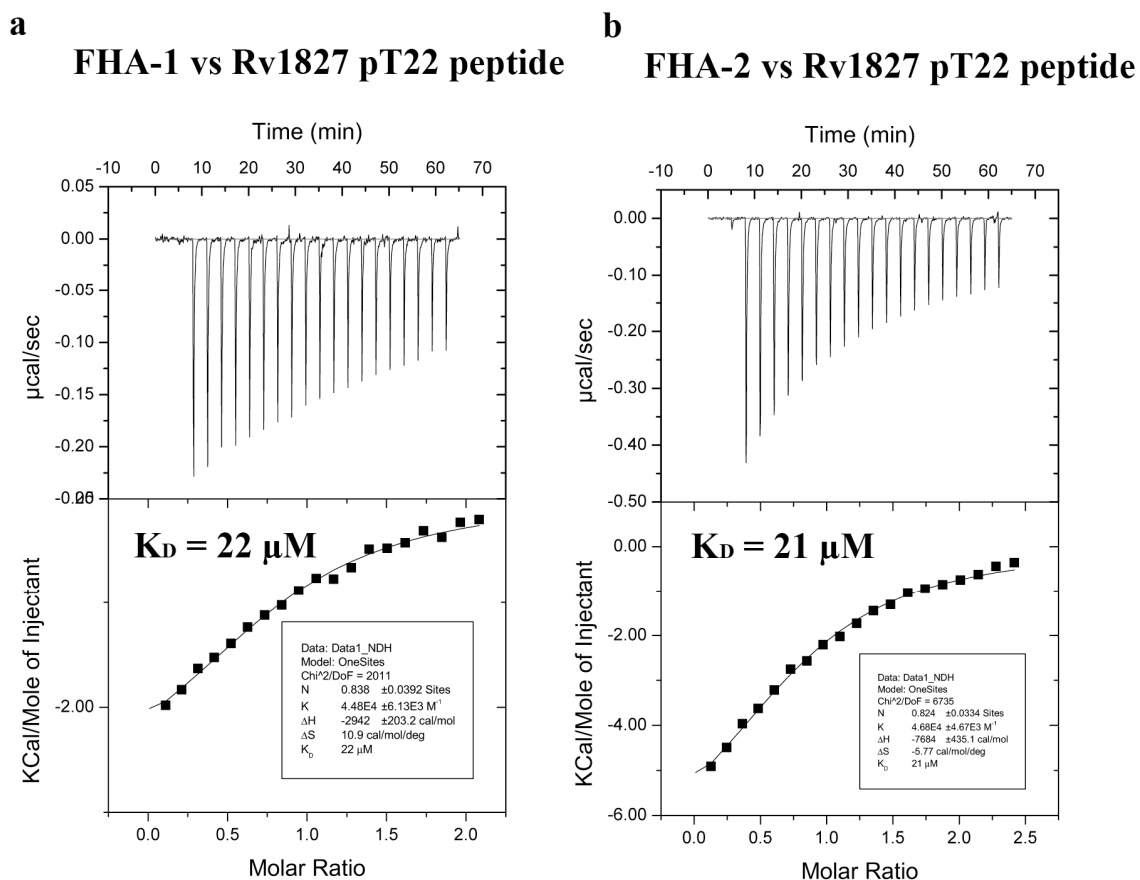 a
FHA-1 vs Rv1827 pT22 peptide
Time (min)
-10 0 10 20 30 40 50 60 70
0.05
0.00
-0.05
-0.10
-0.15
-0.20
µcal/sec
KD = 22 µM
Data: Data1_NDH
Model: OneSites
Chi^2/DoF = 2011
N 0.838 ±0.0392 Sites
K 4.48E4 ±6.13E3 M-1
ΔH -2942 ±203.2 cal/mol
ΔS 10.9 cal/mol/deg
KD 22 µM
-2.00
KCal/Mole of Injectant
0.0 0.5 1.0 1.5 2.0
Molar Ratio
b
FHA-2 vs Rv1827 pT22 peptide
Time (min)
-10 0 10 20 30 40 50 60 70
0.00
-0.10
-0.20
-0.30
-0.40
-0.50
µcal/sec
KD = 21 µM
0.00
-2.00
-4.00
-6.00
KCal/Mole of Injectant
Data: Data1_NDH
Model: OneSites
Chi^2/DoF = 6735
N 0.824 ±0.0334 Sites
K 4.68E4 ±4.67E3 M-1
ΔH -7684 ±435.1 cal/mol
ΔS -5.77 cal/mol/deg
KD 21 µM
0.0 0.5 1.0 1.5 2.0 2.5
Molar Ratio